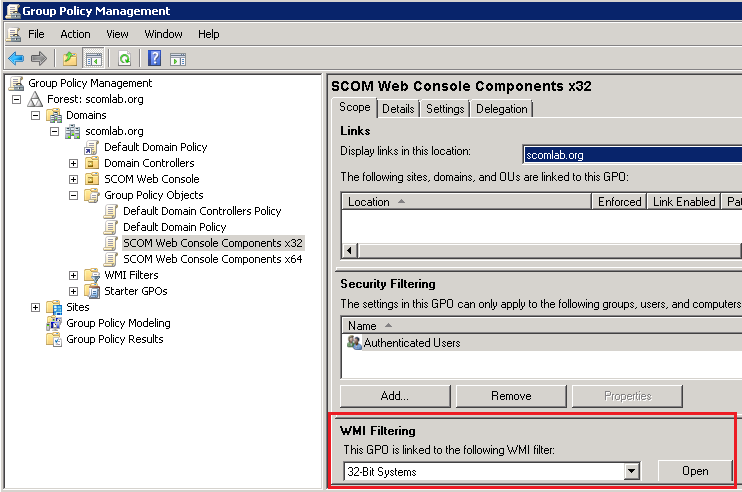 Group Policy Management
File Action View Window Help
Group Policy Management
Forest: scomlab.org
Domains
scomlab.org
Default Domain Policy
Domain Controllers
SCOM Web Console
Group Policy Objects
Default Domain Controllers Policy
Default Domain Policy
SCOM Web Console Components x32
SCOM Web Console Components x64
WMI Filters
Starter GPOs
Sites
Group Policy Modeling
Group Policy Results
SCOM Web Console Components x32
Scope Details Settings Delegation
Links
Display links in this location: scomlab.org
The following sites, domains, and OUs are linked to this GPO:
Location Enforced Link Enabled Pat
Security Filtering
The settings in this GPO can only apply to the following groups, users, and computers
Name
Authenticated Users
Add... Remove Properties
WMI Filtering
This GPO is linked to the following WMI filter:
32-Bit Systems Open